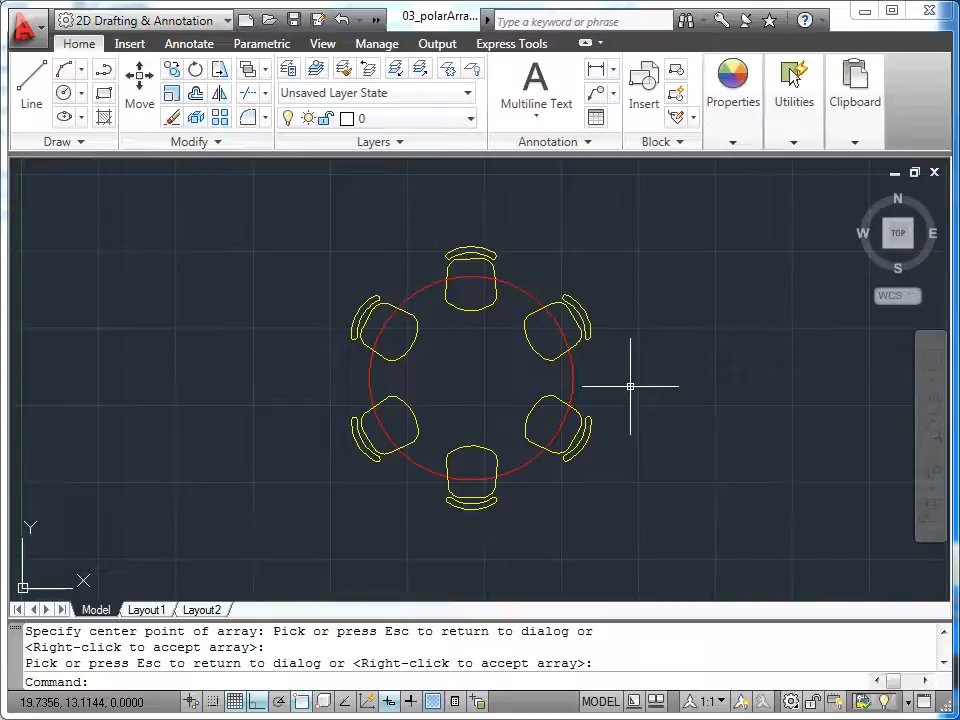 2D Drafting & Annotation
03_polarArra...
Type a keyword or phrase
Home Insert Annotate Parametric View Manage Output Express Tools
Line
Move
Unsaved Layer State
0
A
Multiline Text
Insert
Properties
Utilities
Clipboard
Draw
Modify
Layers
Annotation
Block
N
W TOP E
S
WCS
Y
X
Model Layout1 Layout2
Specify center point of array: Pick or press Esc to return to dialog or
<Right-click to accept array>:
Pick or press Esc to return to dialog or <Right-click to accept array>:
Command:
19.7356, 13.1144, 0.0000
MODEL
1:1